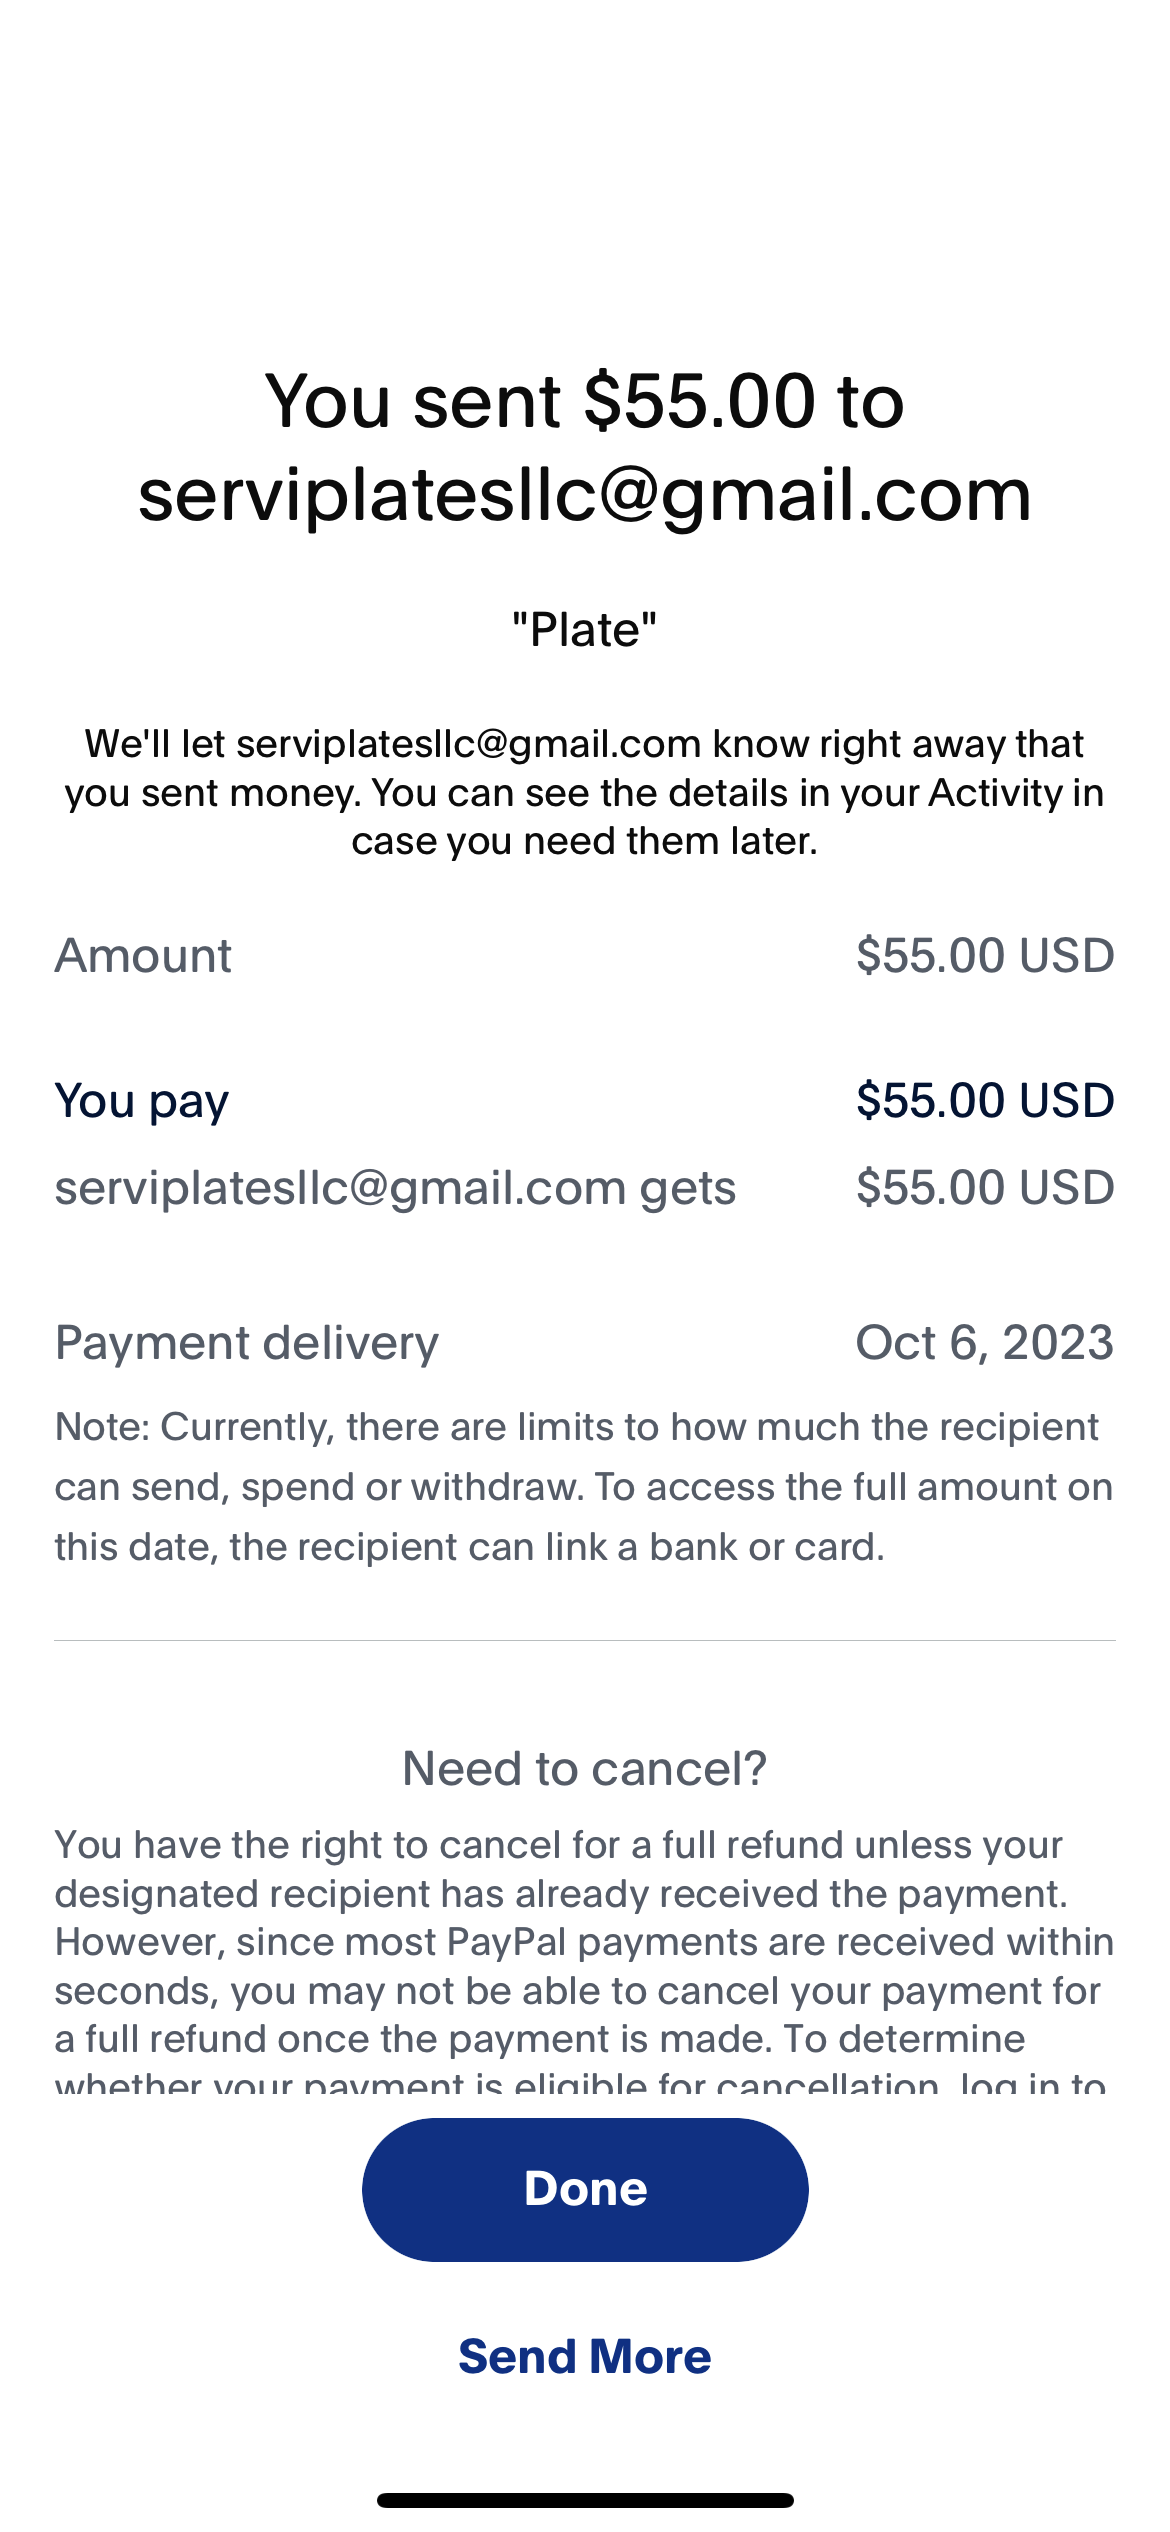 You sent $55.00 to
serviplatesllc@gmail.com
"Plate"
We'll let serviplatesllc@gmail.com know right away that
you sent money. You can see the details in your Activity in
case you need them later.
Amount $55.00 USD
You pay $55.00 USD
serviplatesllc@gmail.com gets $55.00 USD
Payment delivery Oct 6, 2023
Note: Currently, there are limits to how much the recipient
can send, spend or withdraw. To access the full amount on
this date, the recipient can link a bank or card.
Need to cancel?
You have the right to cancel for a full refund unless your
designated recipient has already received the payment.
However, since most PayPal payments are received within
seconds, you may not be able to cancel your payment for
a full refund once the payment is made. To determine
whether your payment is eligible for cancellation, log in to
Done
Send More